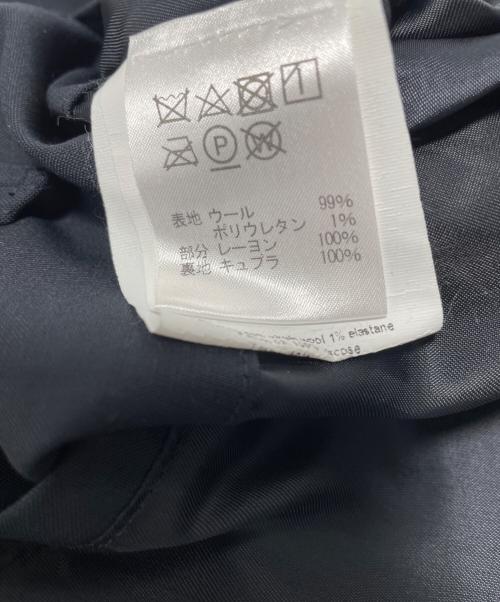 P
W
表地 ウール 99%
ポリウレタン 1%
部分 レーヨン 100%
裏地 キュプラ 100%
1% elastane